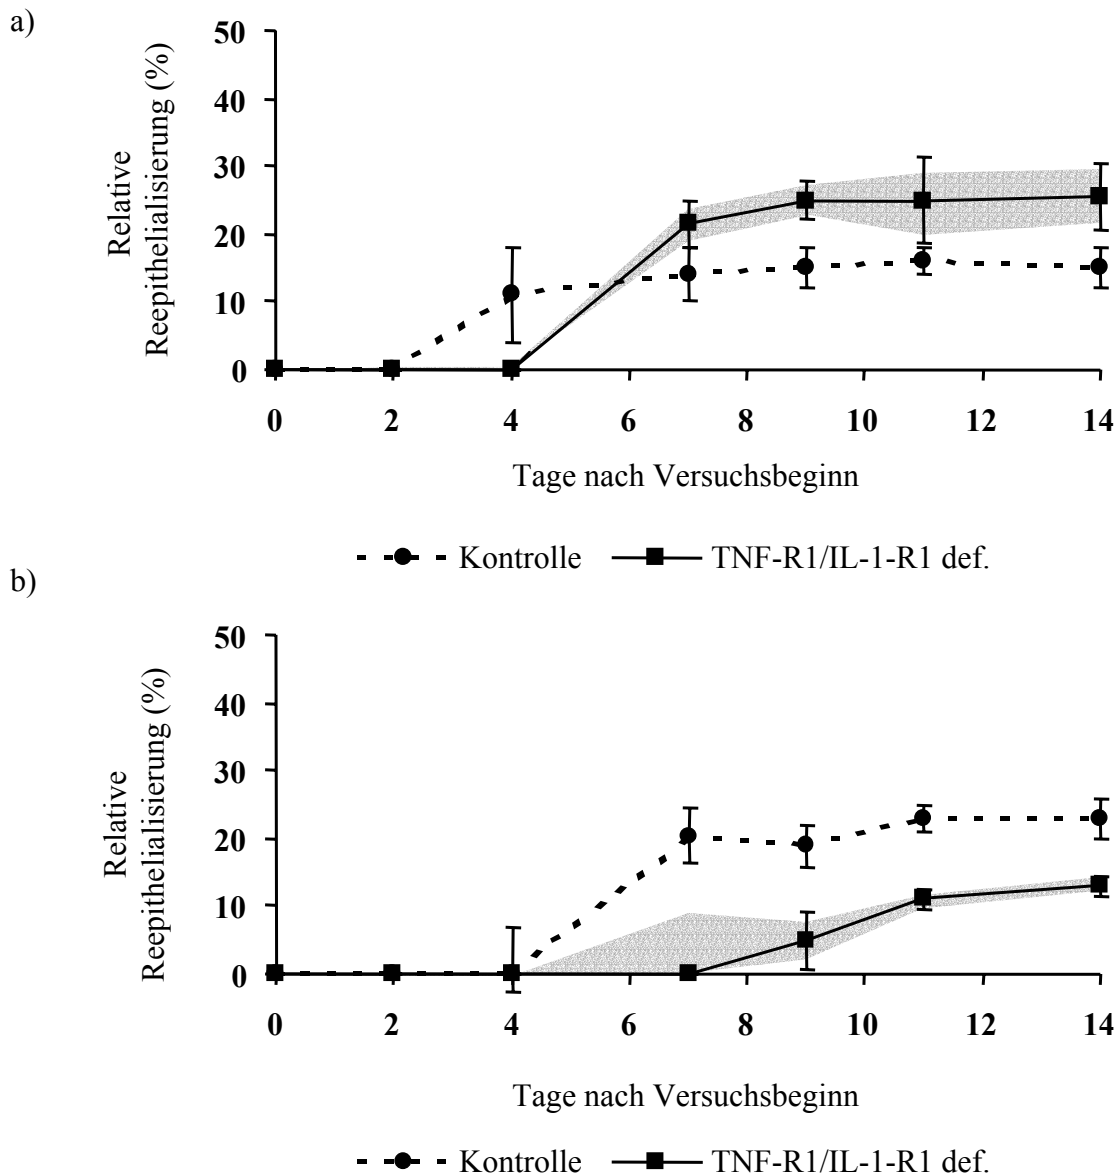 a)
50
40
30
20
10
0
Relative
Reepithelialisierung (%)
0 2 4 6 8 10 12 14
Tage nach Versuchsbeginn
Kontrolle TNF-R1/IL-1-R1 def.
b)
50
40
30
20
10
0
Relative
Reepithelialisierung (%)
0 2 4 6 8 10 12 14
Tage nach Versuchsbeginn
Kontrolle TNF-R1/IL-1-R1 def.